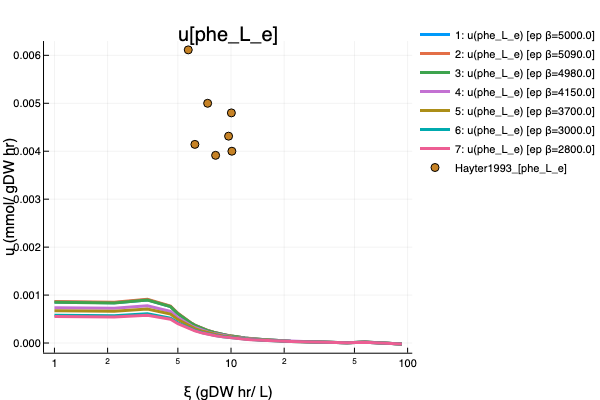 u[phe_L_e]
0.006
0.005
0.004
0.003
0.002
0.001
0.000
u (mmol/ gDW hr)
1
2
5
10
2
5
100
ξ (gDW hr/ L)
1: u(phe_L_e) [ep β=5000.0]
2: u(phe_L_e) [ep β=5090.0]
3: u(phe_L_e) [ep β=4980.0]
4: u(phe_L_e) [ep β=4150.0]
5: u(phe_L_e) [ep β=3700.0]
6: u(phe_L_e) [ep β=3000.0]
7: u(phe_L_e) [ep β=2800.0]
Hayter1993_[phe_L_e]